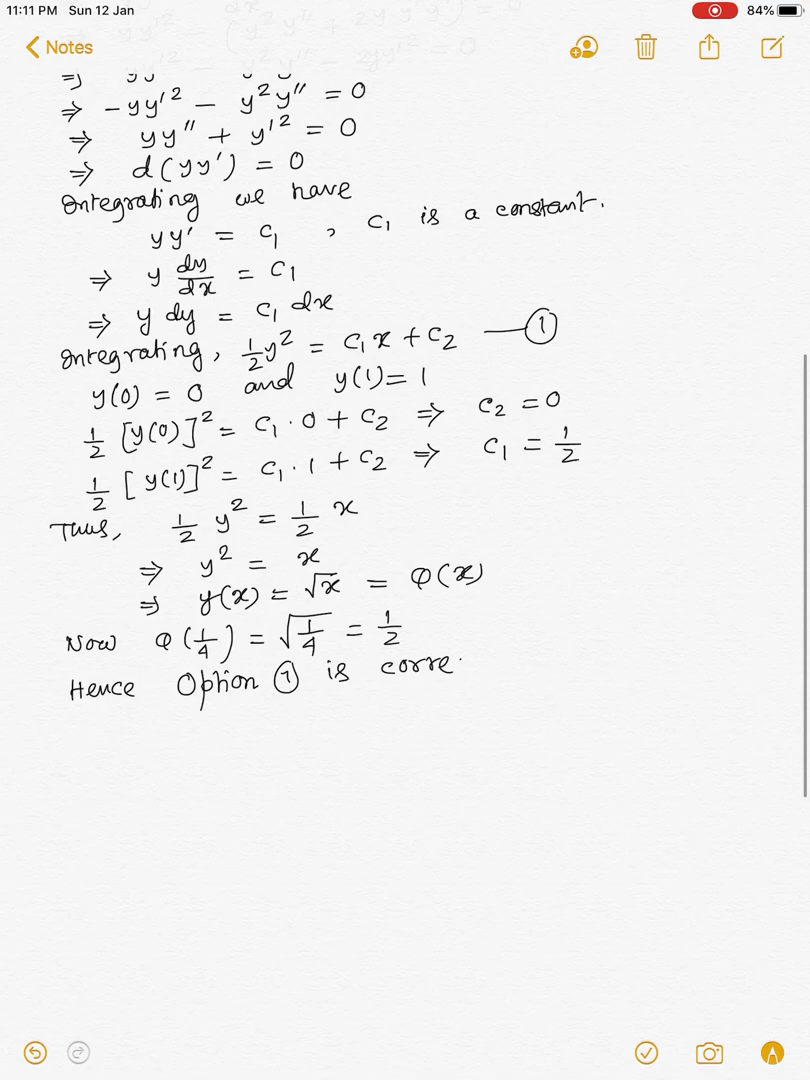 11:11 PM Sun 12 Jan 84%
Notes
⇒ -yy'² - y²y'' = 0
⇒ yy'' + y'² = 0
⇒ d(yy') = 0
Integrating we have
yy' = c₁ , c₁ is a constant.
⇒ y dy/dx = c₁
⇒ y dy = c₁ dx
Integrating, 1/2 y² = c₁x + c₂ — ①
y(0) = 0 and y(1) = 1
1/2 [y(0)]² = c₁ · 0 + c₂ ⇒ c₂ = 0
1/2 [y(1)]² = c₁ · 1 + c₂ ⇒ c₁ = 1/2
Thus, 1/2 y² = 1/2 x
⇒ y² = x
⇒ y(x) = √x = φ(x)
Now φ(1/4) = √(1/4) = 1/2
Hence Option ① is corre